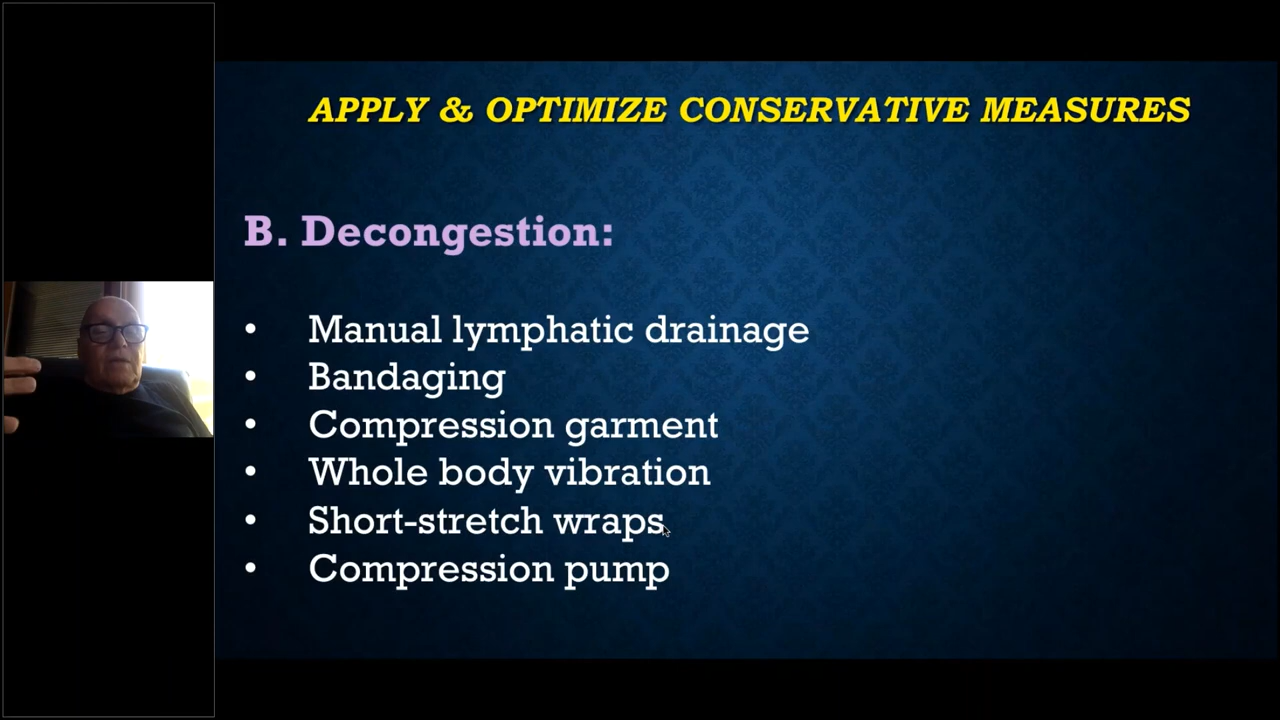 APPLY & OPTIMIZE CONSERVATIVE MEASURES
B. Decongestion:
• Manual lymphatic drainage
• Bandaging
• Compression garment
• Whole body vibration
• Short-stretch wraps
• Compression pump